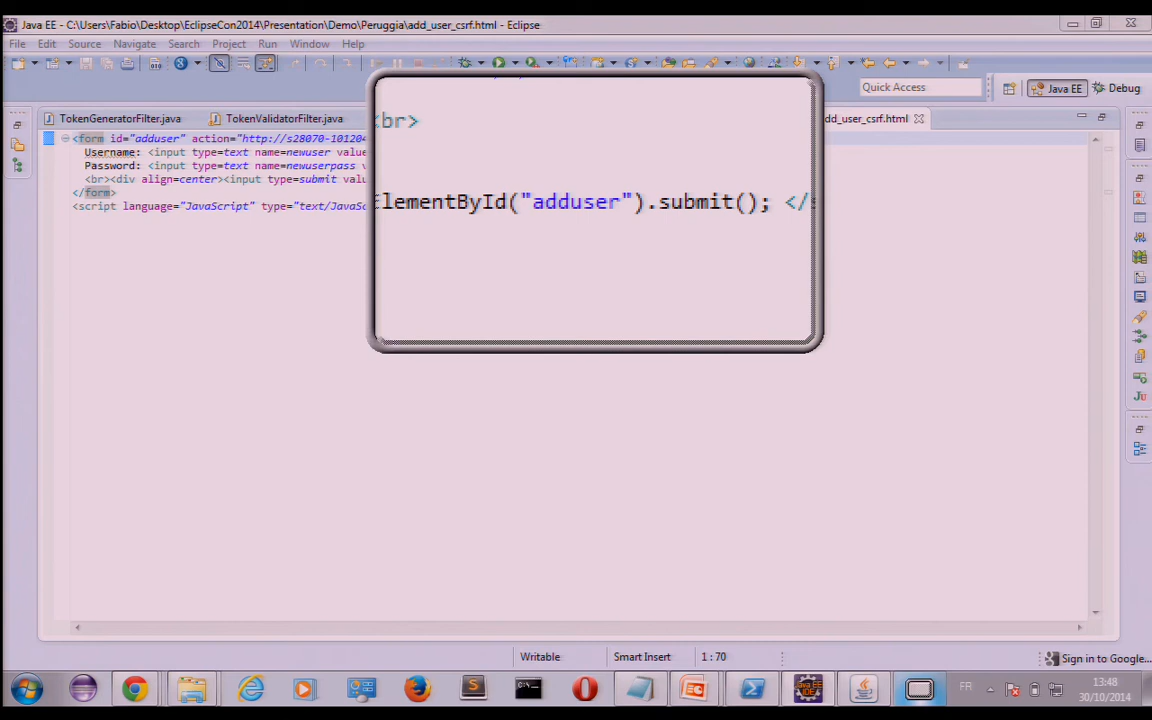 Java EE - C:\Users\Fabio\Desktop\EclipseCon2014\Presentation\Demo\Peruggia\add_user_csrf.html - Eclipse
File Edit Source Navigate Search Project Run Window Help
Quick Access
Java EE
Debug
TokenGeneratorFilter.java
TokenValidatorFilter.java
add_user_csrf.html
<form id="adduser" action="http://s28070-101204
Username: <input type=text name=newuser value
Password: <input type=text name=newuserpass v
<br><div align=center><input type=submit valu
</form>
<script language="JavaScript" type="text/JavaSc
<br>
ElementById("adduser").submit(); </s
Writable
Smart Insert
1 : 70
Sign in to Google...
FR
13:48
30/10/2014